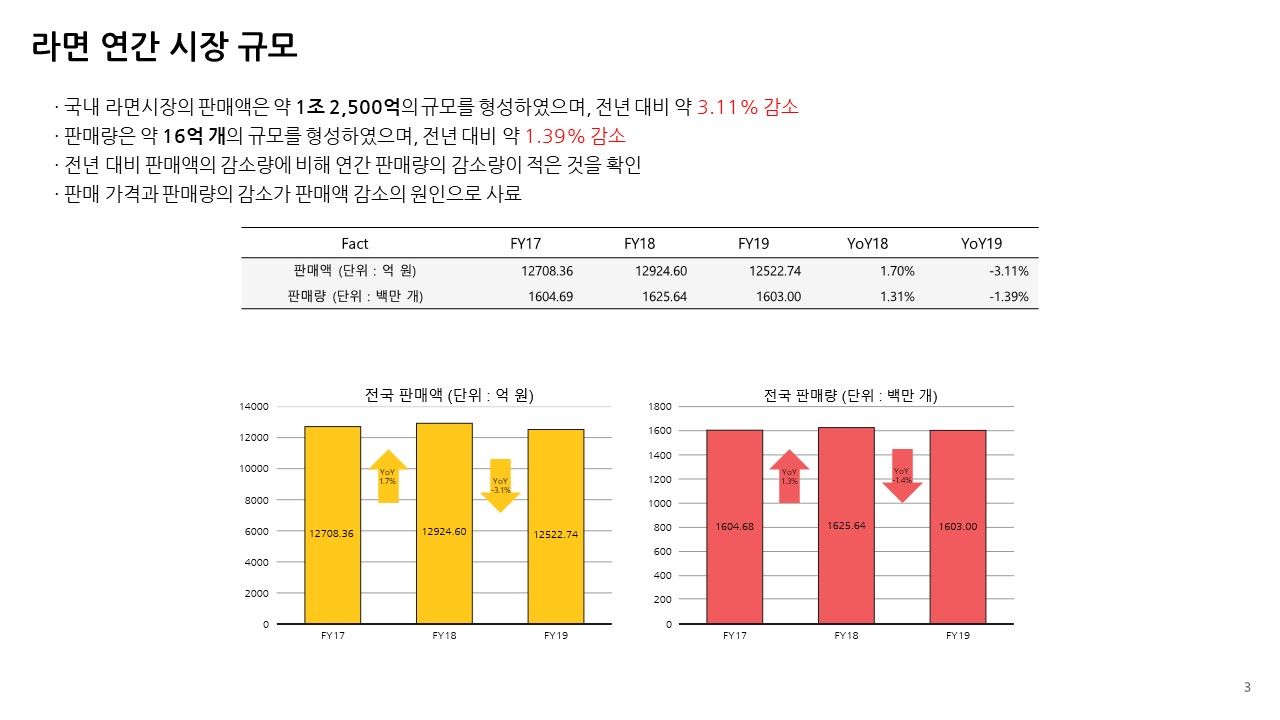 라면 연간 시장 규모
· 국내 라면시장의 판매액은 약 1조 2,500억의 규모를 형성하였으며, 전년 대비 약 3.11% 감소
· 판매량은 약 16억 개의 규모를 형성하였으며, 전년 대비 약 1.39% 감소
· 전년 대비 판매액의 감소량에 비해 연간 판매량의 감소량이 적은 것을 확인
· 판매 가격과 판매량의 감소가 판매액 감소의 원인으로 사료
Fact FY17 FY18 FY19 YoY18 YoY19
판매액 (단위 : 억 원) 12708.36 12924.60 12522.74 1.70% -3.11%
판매량 (단위 : 백만 개) 1604.69 1625.64 1603.00 1.31% -1.39%
전국 판매액 (단위 : 억 원)
14000
12000
10000
8000
6000
4000
2000
0
YoY
1.7%
YoY
-3.1%
12708.36 12924.60 12522.74
FY17 FY18 FY19
전국 판매량 (단위 : 백만 개)
1800
1600
1400
1200
1000
800
600
400
200
0
YoY
1.3%
YoY
-1.4%
1604.68 1625.64 1603.00
FY17 FY18 FY19
3